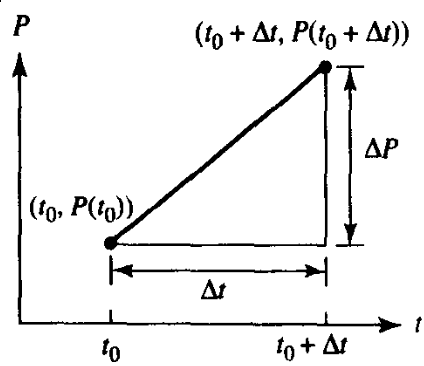 P
(t₀ + Δt, P(t₀ + Δt))
ΔP
(t₀, P(t₀))
Δt
t
t₀
t₀ + Δt